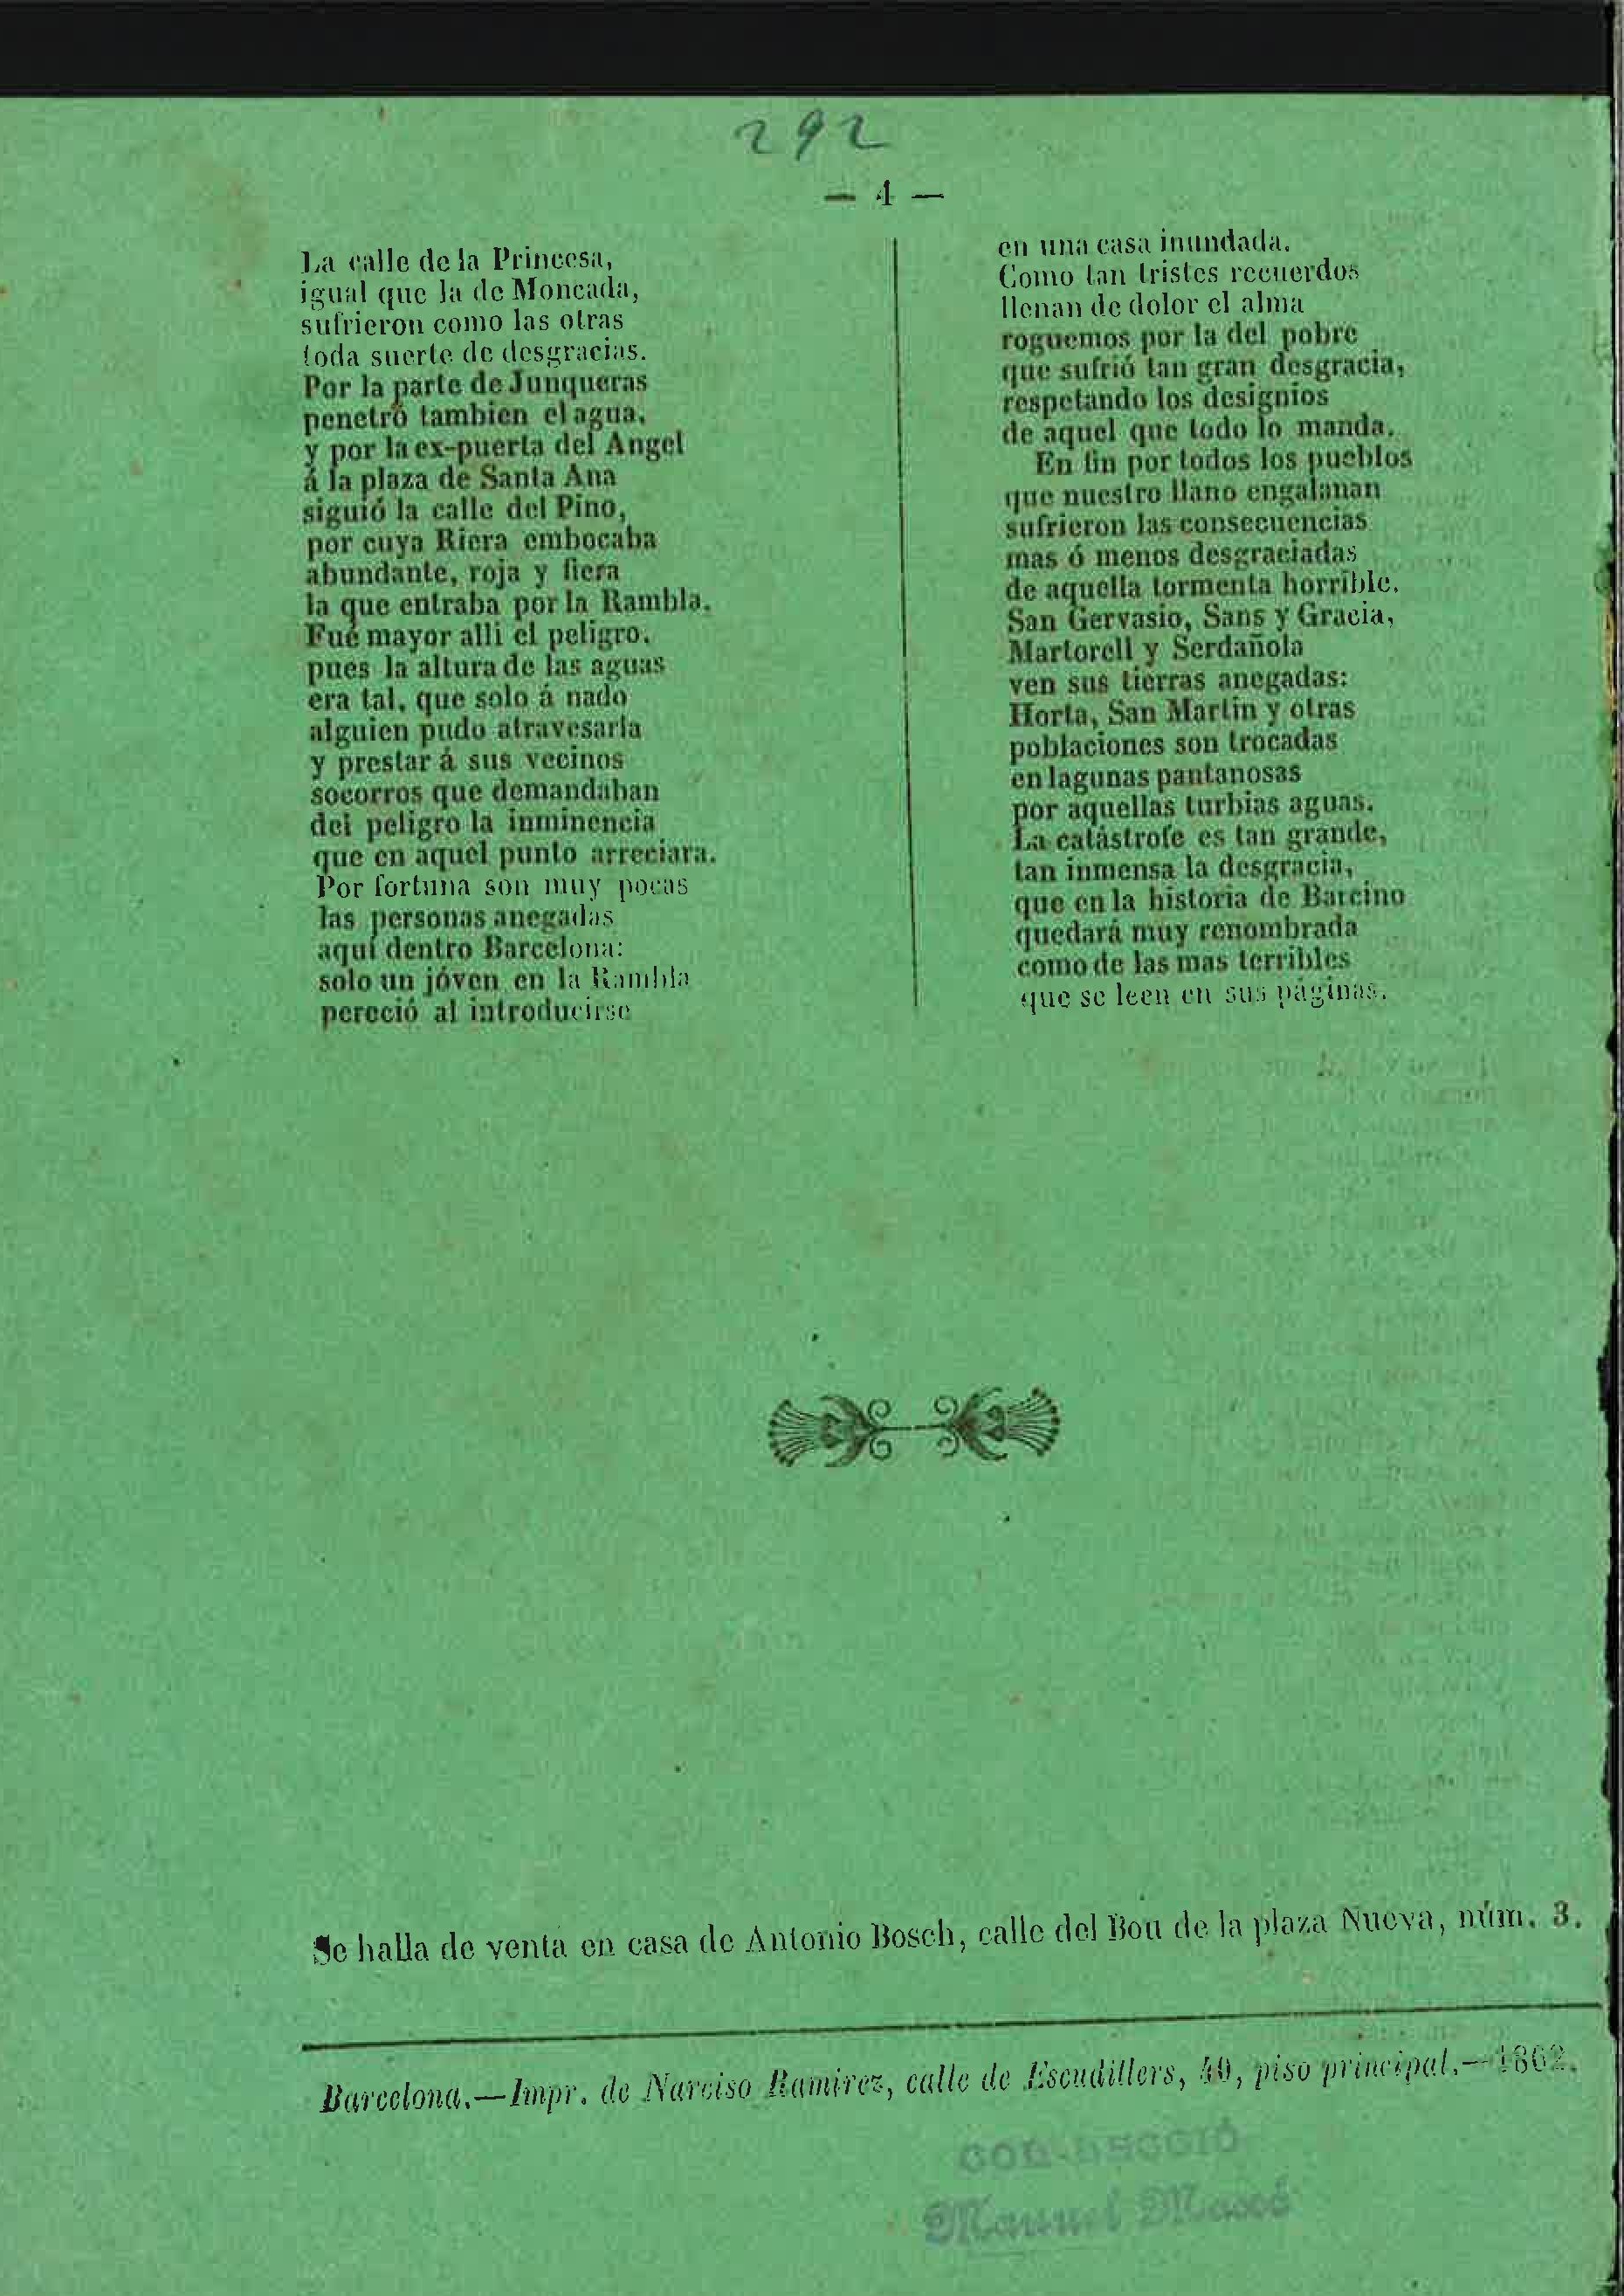 292
— 4 —
La calle de la Princesa,
igual que la de Moncada,
sufrieron como las otras
toda suerte de desgracias.
Por la parte de Junqueras
penetró tambien el agua,
y por la ex-puerta del Angel
á la plaza de Santa Ana
siguió la calle del Pino,
por cuya Riera embocaba
abundante, roja y fiera
la que entraba por la Rambla.
Fué mayor alli el peligro,
pues la altura de las aguas
era tal, que solo á nado
alguien pudo atravesarla
y prestar á sus vecinos
socorros que demandaban
del peligro la inminencia
que en aquel punto arreciara.
Por fortuna son muy pocas
las personas anegadas
aquí dentro Barcelona:
solo un jóven en la Rambla
pereció al introducirse
en una casa inundada.
Como tan tristes recuerdos
llenan de dolor el alma
roguemos por la del pobre
que sufrió tan gran desgracia,
respetando los designios
de aquel que todo lo manda.
En fin por todos los pueblos
que nuestro llano engalanan
sufrieron las consecuencias
mas ó menos desgraciadas
de aquella tormenta horrible.
San Gervasio, Sans y Gracia,
Martorell y Serdañola
ven sus tierras anegadas:
Horta, San Martin y otras
poblaciones son trocadas
en lagunas pantanosas
por aquellas turbias aguas.
La catástrofe es tan grande,
tan inmensa la desgracia,
que en la historia de Barcino
quedará muy renombrada
como de las mas terribles
que se leen en sus páginas.
Se halla de venta en casa de Antonio Bosch, calle del Bou de la plaza Nueva, núm. 3.
Barcelona.—Impr. de Narciso Ramirez, calle de Escudillers, 40, piso principal.—1862.
COL·LECCIÓ
Manuel